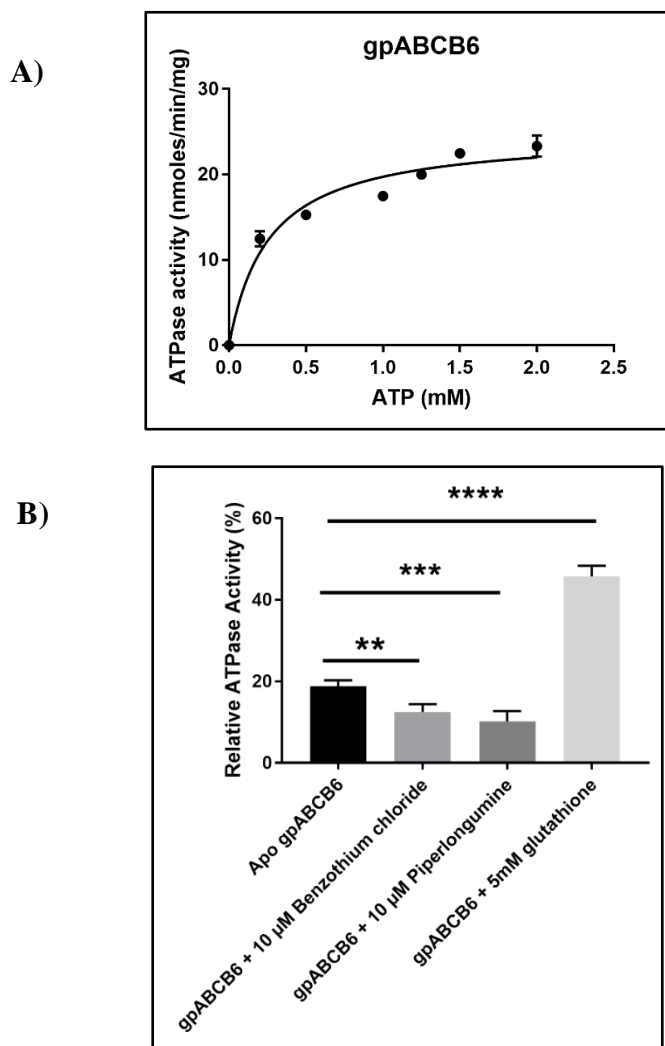 A)
gpABCB6
ATPase activity (nmoles/min/mg)
30
20
10
0
0.0 0.5 1.0 1.5 2.0 2.5
ATP (mM)
B)
Relative ATPase Activity (%)
60
40
20
0
****
***
**
Apo gpABCB6
gpABCB6 + 10 µM Benzothium chloride
gpABCB6 + 10 µM Piperlongumine
gpABCB6 + 5mM glutathione